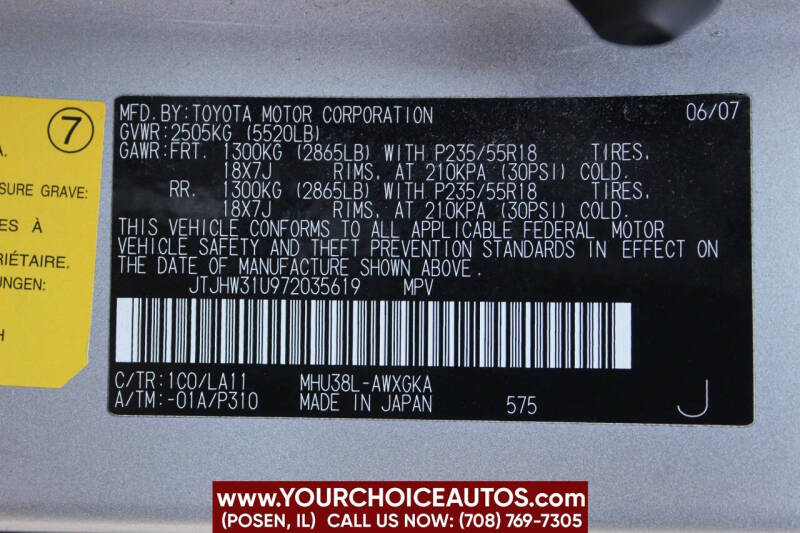 7
A.
SURE GRAVE:
ES À
PRIÉTAIRE.
UNGEN:
H
MFD. BY: TOYOTA MOTOR CORPORATION 06/07
GVWR: 2505KG (5520LB)
GAWR: FRT. 1300KG (2865LB) WITH P235/55R18 TIRES,
18X7J RIMS, AT 210KPA (30PSI) COLD.
RR. 1300KG (2865LB) WITH P235/55R18 TIRES,
18X7J RIMS, AT 210KPA (30PSI) COLD.
THIS VEHICLE CONFORMS TO ALL APPLICABLE FEDERAL MOTOR
VEHICLE SAFETY AND THEFT PREVENTION STANDARDS IN EFFECT ON
THE DATE OF MANUFACTURE SHOWN ABOVE.
JTJHW31U972035619 MPV
C/TR: 1C0/LA11 MHU38L-AWXGKA
A/TM: -01A/P310 MADE IN JAPAN 575 J
www.YOURCHOICEAUTOS.com
(POSEN, IL) CALL US NOW: (708) 769-7305